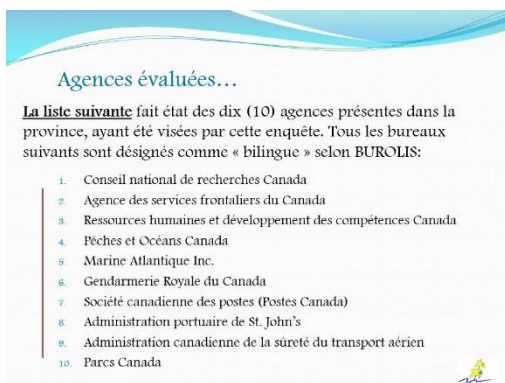 Agences évaluées…
La liste suivante fait état des dix (10) agences présentes dans la
province, ayant été visées par cette enquête. Tous les bureaux
suivants sont désignés comme « bilingue » selon BUROLIS:
1. Conseil national de recherches Canada
2. Agence des services frontaliers du Canada
3. Ressources humaines et développement des compétences Canada
4. Pêches et Océans Canada
5. Marine Atlantique Inc.
6. Gendarmerie Royale du Canada
7. Société canadienne des postes (Postes Canada)
8. Administration portuaire de St. John's
9. Administration canadienne de la sûreté du transport aérien
10. Parcs Canada